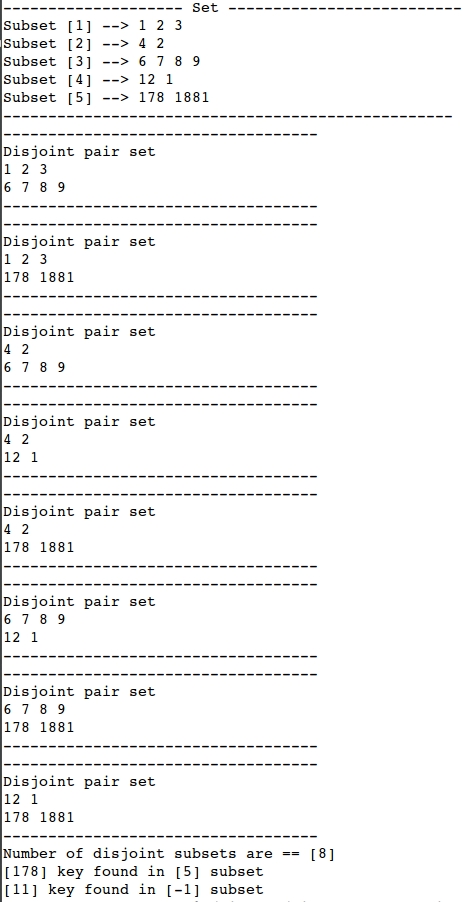 -------------------- Set --------------------------
Subset [1] --> 1 2 3
Subset [2] --> 4 2
Subset [3] --> 6 7 8 9
Subset [4] --> 12 1
Subset [5] --> 178 1881
--------------------------------------------------
-----------------------------------
Disjoint pair set
1 2 3
6 7 8 9
-----------------------------------
-----------------------------------
Disjoint pair set
1 2 3
178 1881
-----------------------------------
-----------------------------------
Disjoint pair set
4 2
6 7 8 9
-----------------------------------
-----------------------------------
Disjoint pair set
4 2
12 1
-----------------------------------
-----------------------------------
Disjoint pair set
4 2
178 1881
-----------------------------------
-----------------------------------
Disjoint pair set
6 7 8 9
12 1
-----------------------------------
-----------------------------------
Disjoint pair set
6 7 8 9
178 1881
-----------------------------------
-----------------------------------
Disjoint pair set
12 1
178 1881
-----------------------------------
Number of disjoint subsets are == [8]
[178] key found in [5] subset
[11] key found in [-1] subset